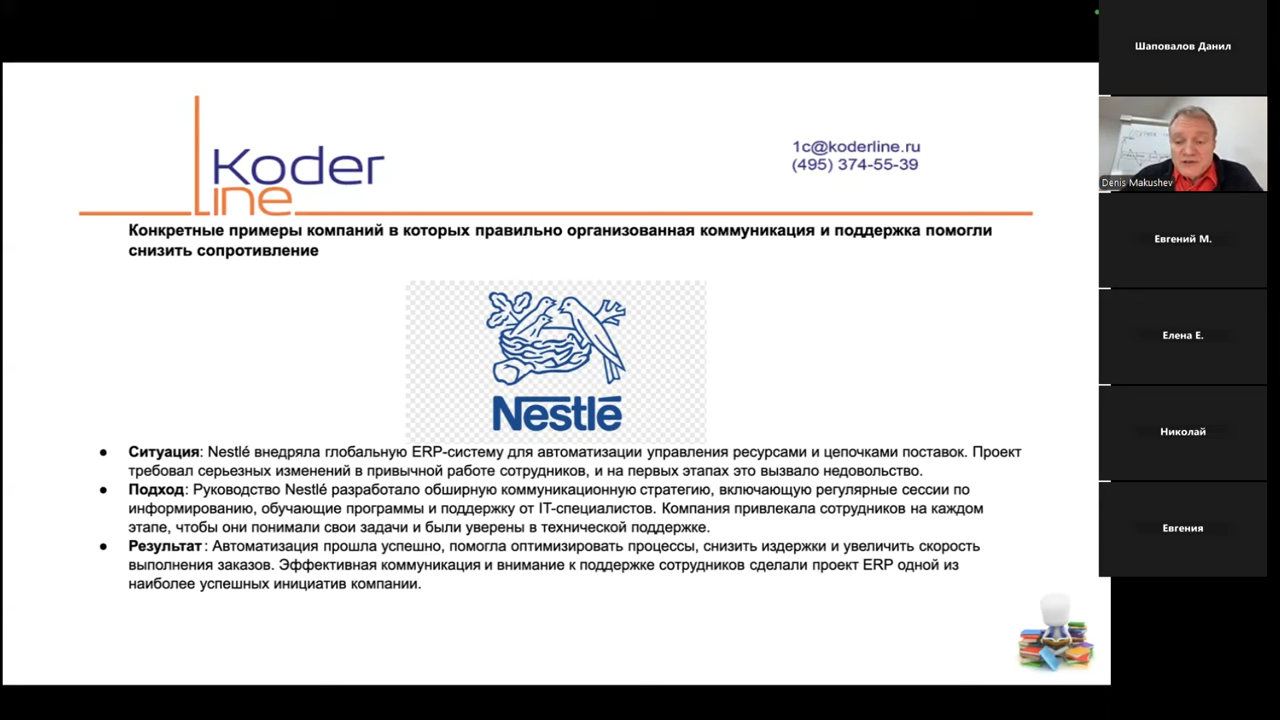 Koder
Line
1c@koderline.ru
(495) 374-55-39
Конкретные примеры компаний в которых правильно организованная коммуникация и поддержка помогли
снизить сопротивление
Nestlé
● Ситуация: Nestlé внедряла глобальную ERP-систему для автоматизации управления ресурсами и цепочками поставок. Проект
требовал серьезных изменений в привычной работе сотрудников, и на первых этапах это вызвало недовольство.
● Подход: Руководство Nestlé разработало обширную коммуникационную стратегию, включающую регулярные сессии по
информированию, обучающие программы и поддержку от IT-специалистов. Компания привлекала сотрудников на каждом
этапе, чтобы они понимали свои задачи и были уверены в технической поддержке.
● Результат: Автоматизация прошла успешно, помогла оптимизировать процессы, снизить издержки и увеличить скорость
выполнения заказов. Эффективная коммуникация и внимание к поддержке сотрудников сделали проект ERP одной из
наиболее успешных инициатив компании.
Шаповалов Данил
Denis Makushev
Евгений М.
Елена Е.
Николай
Евгения